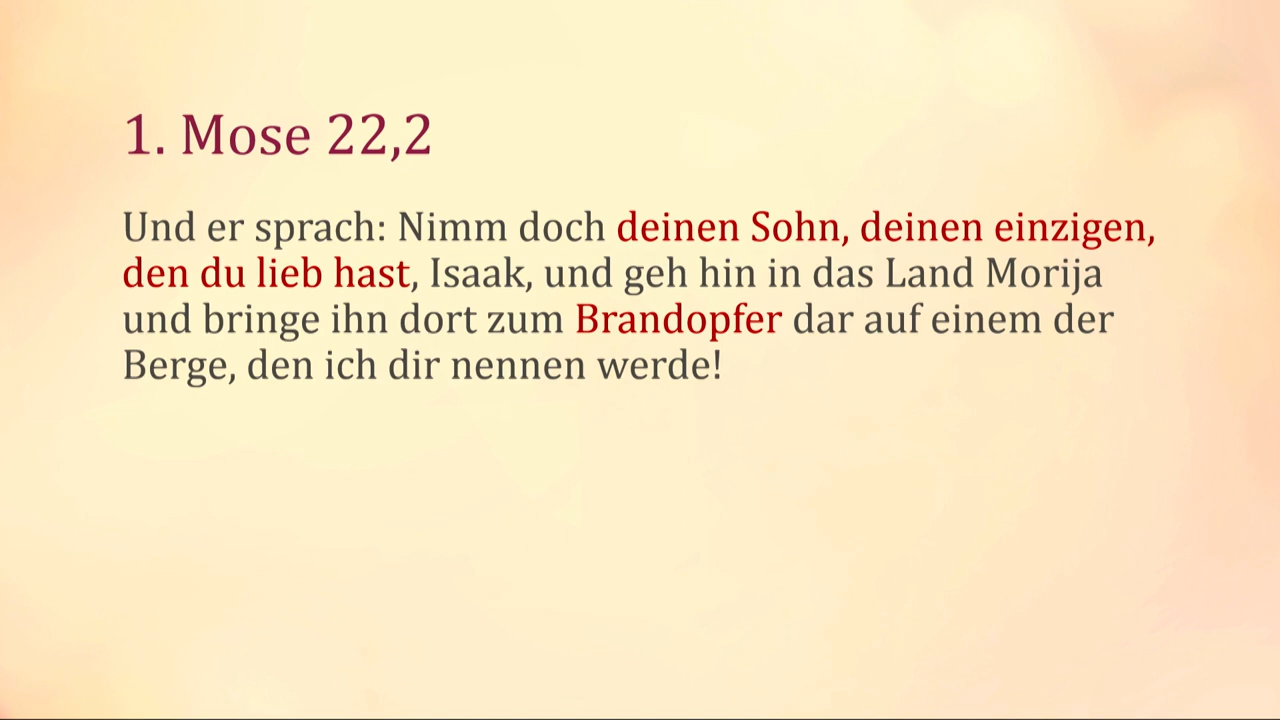 1. Mose 22,2
Und er sprach: Nimm doch deinen Sohn, deinen einzigen,
den du lieb hast, Isaak, und geh hin in das Land Morija
und bringe ihn dort zum Brandopfer dar auf einem der
Berge, den ich dir nennen werde!